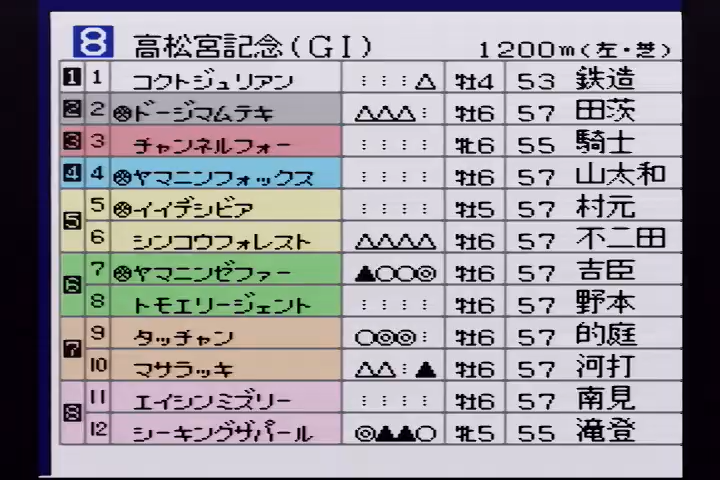 8 高松宮記念(GI) 1200m(左・芝)
1 1 コクトジュリアン ：：：△ 牡4 53 鉄造
2 2 ドージマムテキ △△△： 牡6 57 田茨
3 3 チャンネルフォー ：：：： 牝6 55 騎士
4 4 ヤマニンフォックス ：：：： 牡6 57 山太和
5 5 イイデシビア ：：：： 牡5 57 村元
6 シンコウフォレスト △△△△ 牡6 57 不二田
6 7 ヤマニンゼファー ▲○○◎ 牡6 57 吉臣
8 トモエリージェント ：：：： 牡6 57 野本
7 9 タッチャン ○◎◎： 牡6 57 的庭
10 マサラッキ △△：▲ 牡6 57 河打
8 11 エイシンミズリー ：：：： 牡6 57 南見
12 シーキングザパール ◎▲▲○ 牝5 55 滝登